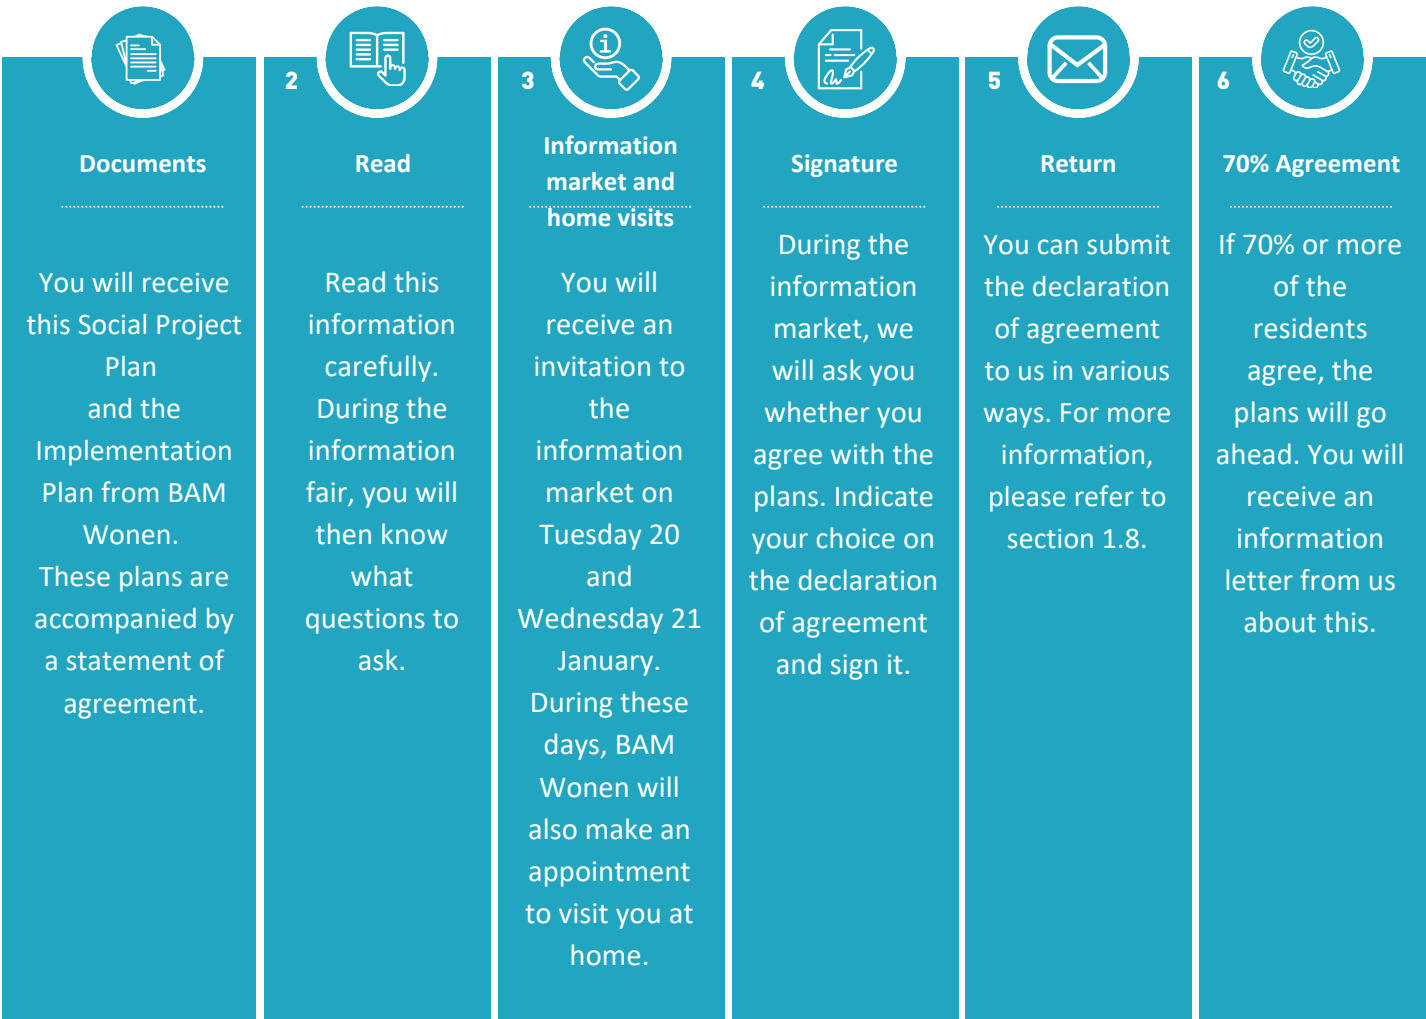 Documents
You will receive
this Social Project
Plan
and the
Implementation
Plan from BAM
Wonen.
These plans are
accompanied by
a statement of
agreement.
2
Read
Read this
information
carefully.
During the
information
fair, you will
then know
what
questions to
ask.
3
Information
market and
home visits
You will
receive an
invitation to
the
information
market on
Tuesday 20
and
Wednesday 21
January.
During these
days, BAM
Wonen will
also make an
appointment
to visit you at
home.
4
Signature
During the
information
market, we
will ask you
whether you
agree with the
plans. Indicate
your choice on
the declaration
of agreement
and sign it.
5
Return
You can submit
the declaration
of agreement
to us in various
ways. For more
information,
please refer to
section 1.8.
6
70% Agreement
If 70% or more
of the
residents
agree, the
plans will go
ahead. You will
receive an
information
letter from us
about this.